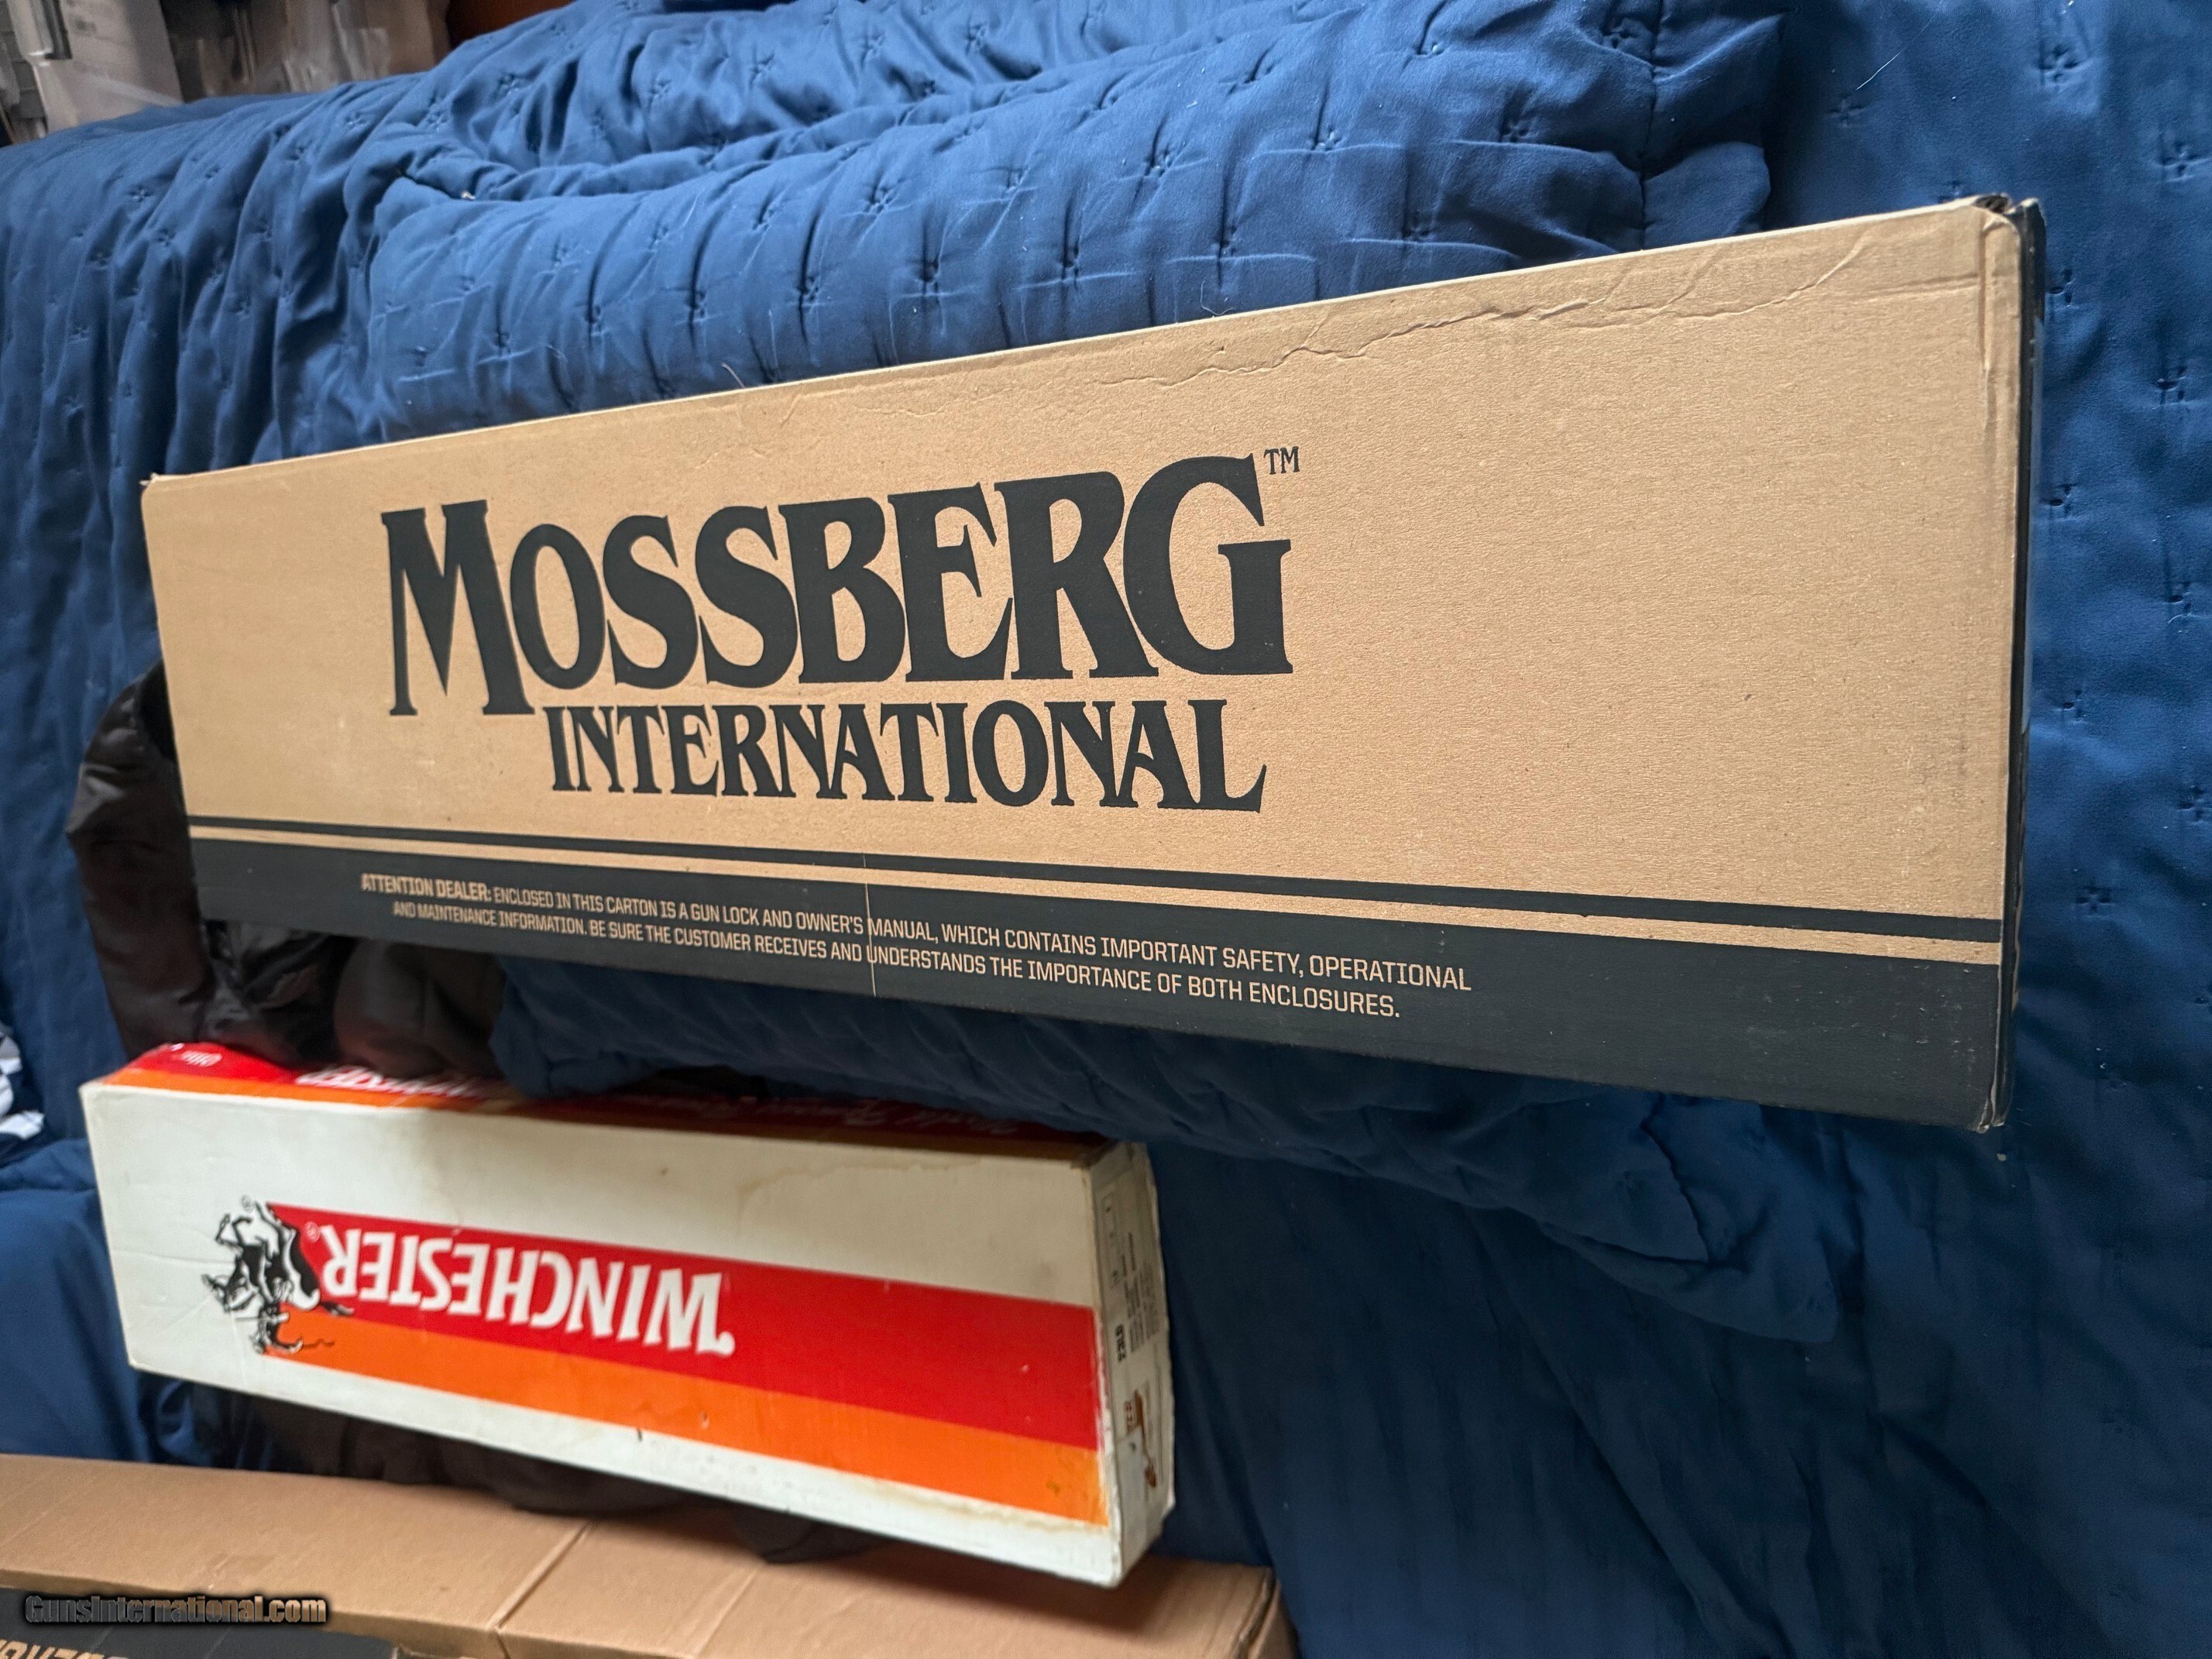 MOSSBERG™
INTERNATIONAL
ATTENTION DEALER: ENCLOSED IN THIS CARTON IS A GUN LOCK AND OWNER'S MANUAL, WHICH CONTAINS IMPORTANT SAFETY, OPERATIONAL
AND MAINTENANCE INFORMATION. BE SURE THE CUSTOMER RECEIVES AND UNDERSTANDS THE IMPORTANCE OF BOTH ENCLOSURES.
WINCHESTER
WINCHESTER®
GunsInternational.com